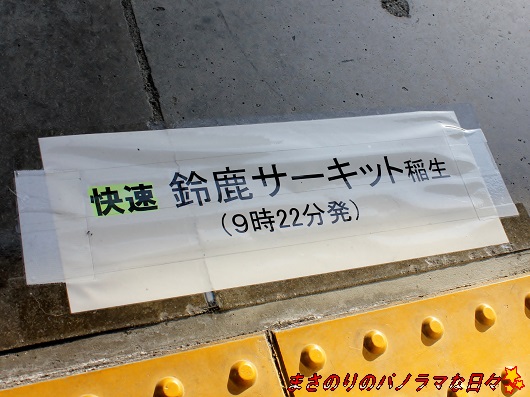 快速 鈴鹿サーキット稲生
(9時22分発)
まさのりのパノラマな日々